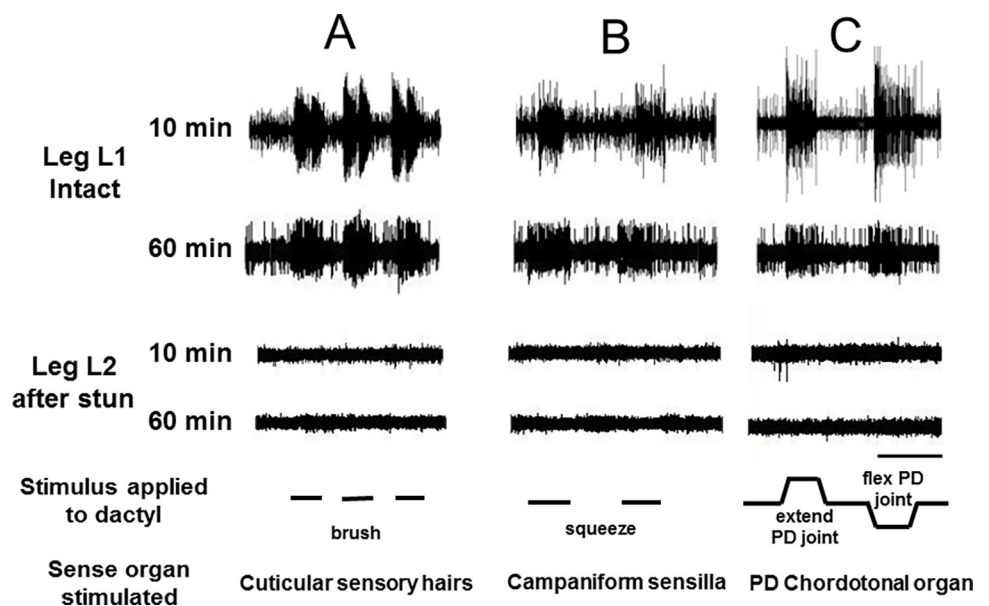 A B C
10 min
Leg L1
Intact
60 min
10 min
Leg L2
after stun
60 min
Stimulus applied
to dactyl
brush
squeeze
extend
PD joint
flex PD
joint
Sense organ
stimulated
Cuticular sensory hairs
Campaniform sensilla
PD Chordotonal organ